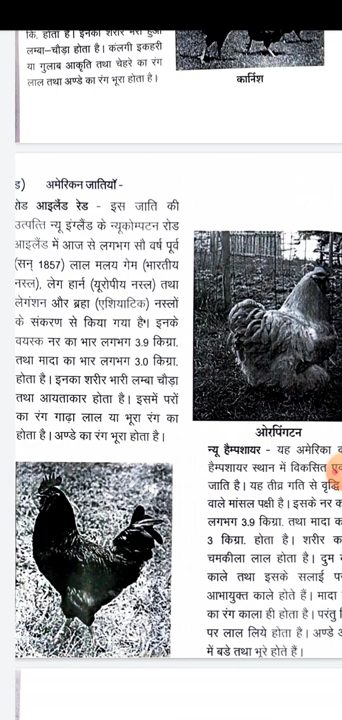 कि. होता है। इनका शरीर भरा हुआ
लम्बा–चौड़ा होता है। कलगी इकहरी
या गुलाब आकृति तथा चेहरे का रंग
लाल तथा अण्डे का रंग भूरा होता है।
कार्निश
ड) अमेरिकन जातियॉ -
रोड आइलैंड रेड - इस जाति की
उत्पत्ति न्यू इंग्लैंड के न्यूकोम्पटन रोड
आइलैंड में आज से लगभग सौ वर्ष पूर्व
(सन् 1857) लाल मलय गेम (भारतीय
नस्ल), लेग हार्न (यूरोपीय नस्ल) तथा
लेगंशन और ब्रहा (एशियाटिक) नस्लों
के संकरण से किया गया है। इनके
वयस्क नर का भार लगभग 3.9 किग्रा.
तथा मादा का भार लगभग 3.0 किग्रा.
होता है। इनका शरीर भारी लम्बा चौड़ा
तथा आयताकार होता है। इसमें परों
का रंग गाढ़ा लाल या भूरा रंग का
होता है। अण्डे का रंग भूरा होता है।
ओरपिंगटन
न्यू हैम्पशायर - यह अमेरिका
हैम्पशायर स्थान में विकसित
जाति है। यह तीव्र गति से वृद्धि
वाले मांसल पक्षी है। इसके नर
लगभग 3.9 किग्रा. तथा मादा
3 किग्रा. होता है। शरीर
चमकीला लाल होता है। दुम
काले तथा इसके सलाई
आभायुक्त काले होते हैं। मादा
का रंग काला ही होता है। परंतु
पर लाल लिये होता है। अण्डे
में बडे तथा भूरे होते हैं।